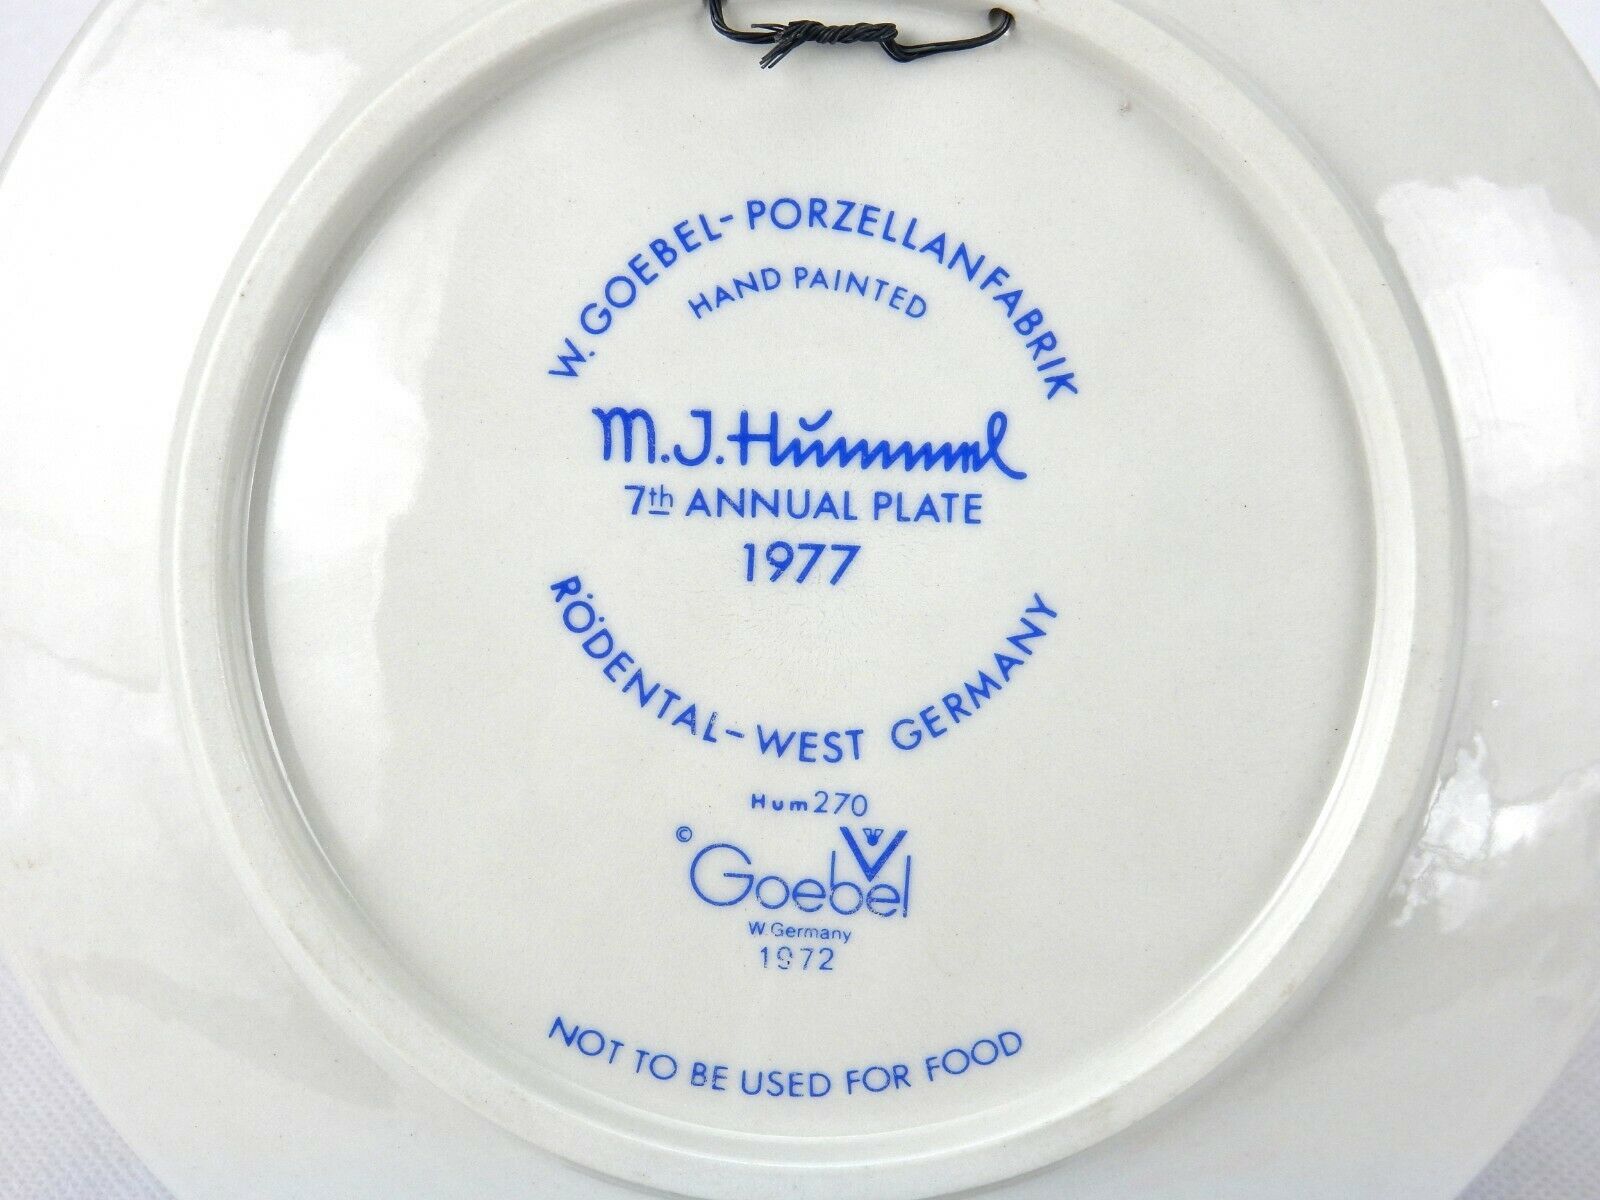 W. GOEBEL-PORZELLANFABRIK
HAND PAINTED
M.J. Hummel
7th ANNUAL PLATE
1977
RÖDENTAL-WEST GERMANY
Hum 270
© Goebel
W. Germany
1972
NOT TO BE USED FOR FOOD